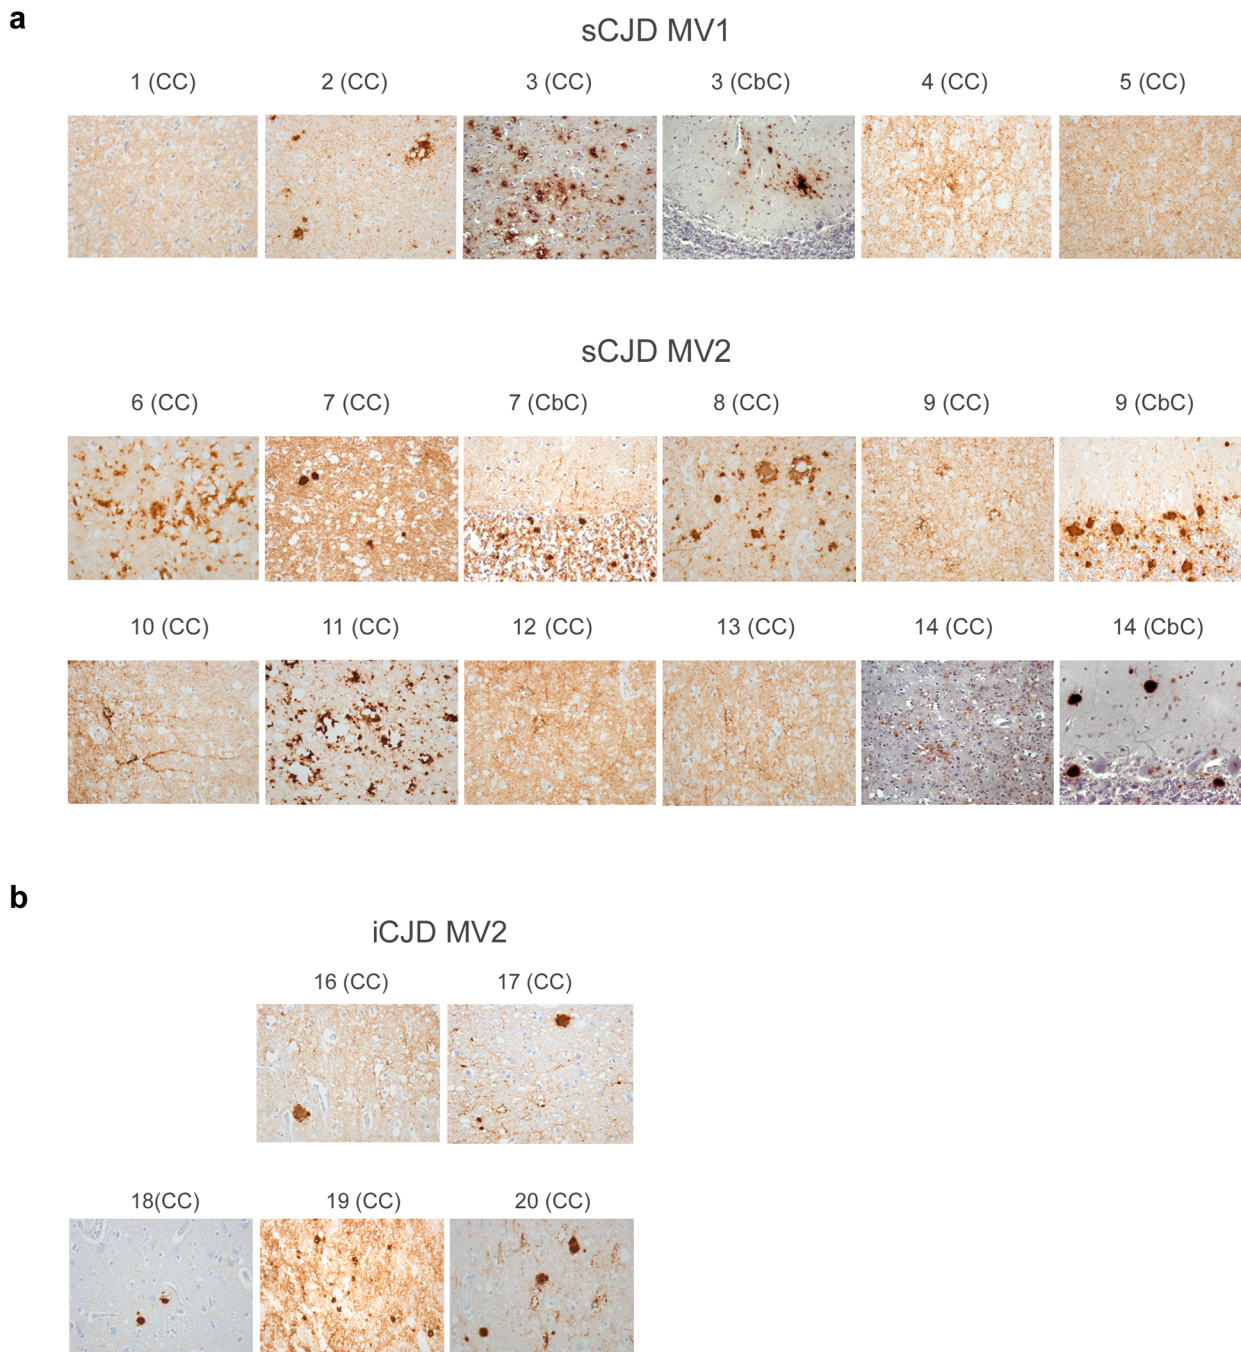 a
sCJD MV1
1 (CC) 2 (CC) 3 (CC) 3 (CbC) 4 (CC) 5 (CC)
sCJD MV2
6 (CC) 7 (CC) 7 (CbC) 8 (CC) 9 (CC) 9 (CbC)
10 (CC) 11 (CC) 12 (CC) 13 (CC) 14 (CC) 14 (CbC)
b
iCJD MV2
16 (CC) 17 (CC)
18(CC) 19 (CC) 20 (CC)